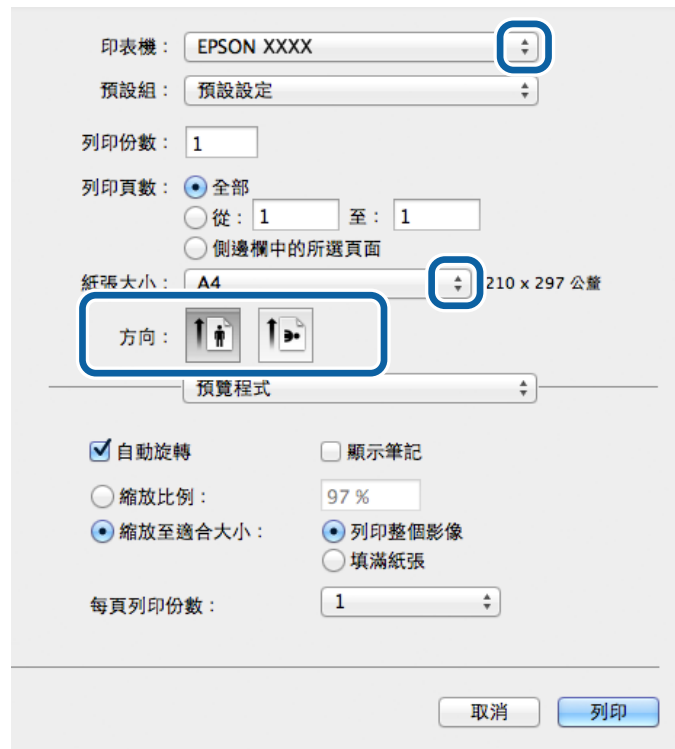 印表機： EPSON XXXX
預設組： 預設設定
列印份數： 1
列印頁數： 全部
從： 1 至： 1
側邊欄中的所選頁面
紙張大小： A4 210 x 297 公釐
方向：
預覽程式
自動旋轉 顯示筆記
縮放比例： 97 %
縮放至適合大小： 列印整個影像
填滿紙張
每頁列印份數： 1
取消 列印